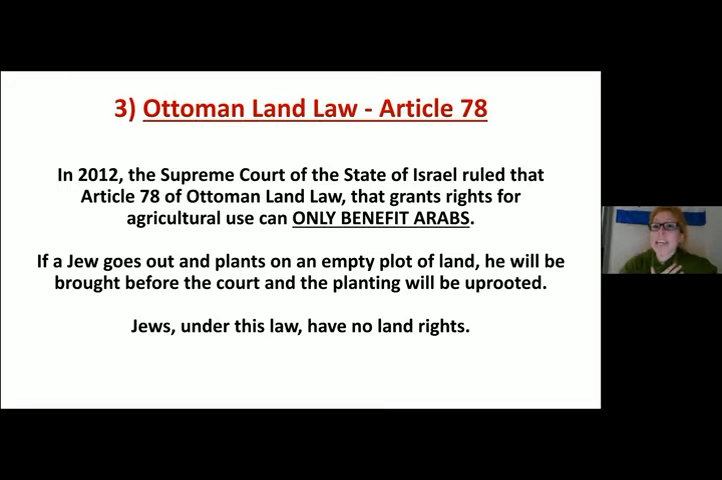 3) Ottoman Land Law - Article 78
In 2012, the Supreme Court of the State of Israel ruled that
Article 78 of Ottoman Land Law, that grants rights for
agricultural use can ONLY BENEFIT ARABS.
If a Jew goes out and plants on an empty plot of land, he will be
brought before the court and the planting will be uprooted.
Jews, under this law, have no land rights.